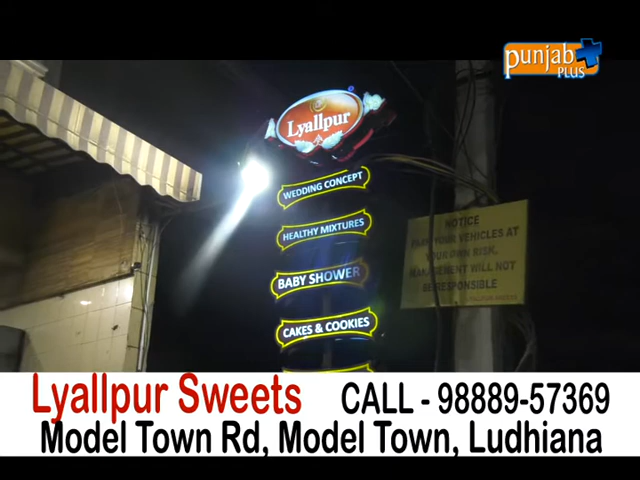 punjab
PLUS
Lyallpur
WEDDING CONCEPT
HEALTHY MIXTURES
BABY SHOWER
CAKES & COOKIES
NOTICE
PARK YOUR VEHICLES AT
YOUR OWN RISK.
MANAGEMENT WILL NOT
BE RESPONSIBLE
Lyallpur Sweets CALL - 98889-57369
Model Town Rd, Model Town, Ludhiana